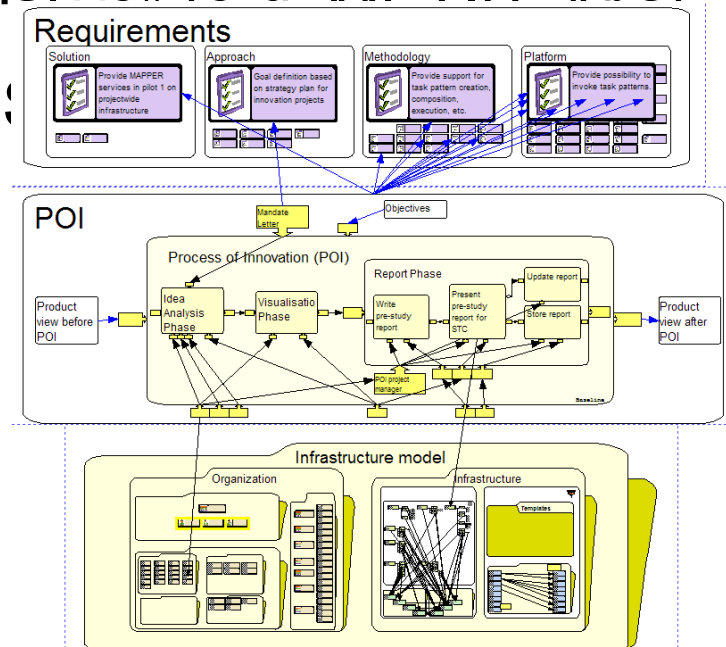 Requirements
Solution
Provide MAPPER
services in pilot 1 on
projectwide
infrastructure
Approach
Goal definition based
on strategy plan for
innovation projects
Methodology
Provide support for
task pattern creation,
composition,
execution, etc.
Platform
Provide possibility to
invoke task patterns.
POI
Mandate
Letter
Objectives
Process of Innovation (POI)
Product
view before
POI
Idea
Analysis
Phase
Visualisatio
Phase
Report Phase
Write
pre-study
report
Present
pre-study
report for
STC
Update report
Store report
POI project
manager
Product
view after
POI
Baseline
Infrastructure model
Organization
Infrastructure
Templates